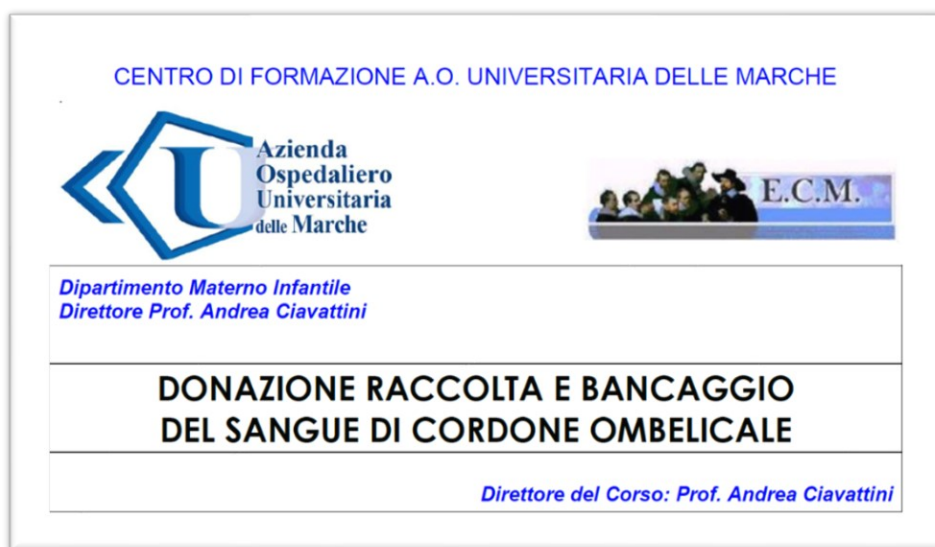 CENTRO DI FORMAZIONE A.O. UNIVERSITARIA DELLE MARCHE
U
Azienda
Ospedaliero
Universitaria
delle Marche
E.C.M.
Dipartimento Materno Infantile
Direttore Prof. Andrea Ciavattini
DONAZIONE RACCOLTA E BANCAGGIO
DEL SANGUE DI CORDONE OMBELICALE
Direttore del Corso: Prof. Andrea Ciavattini